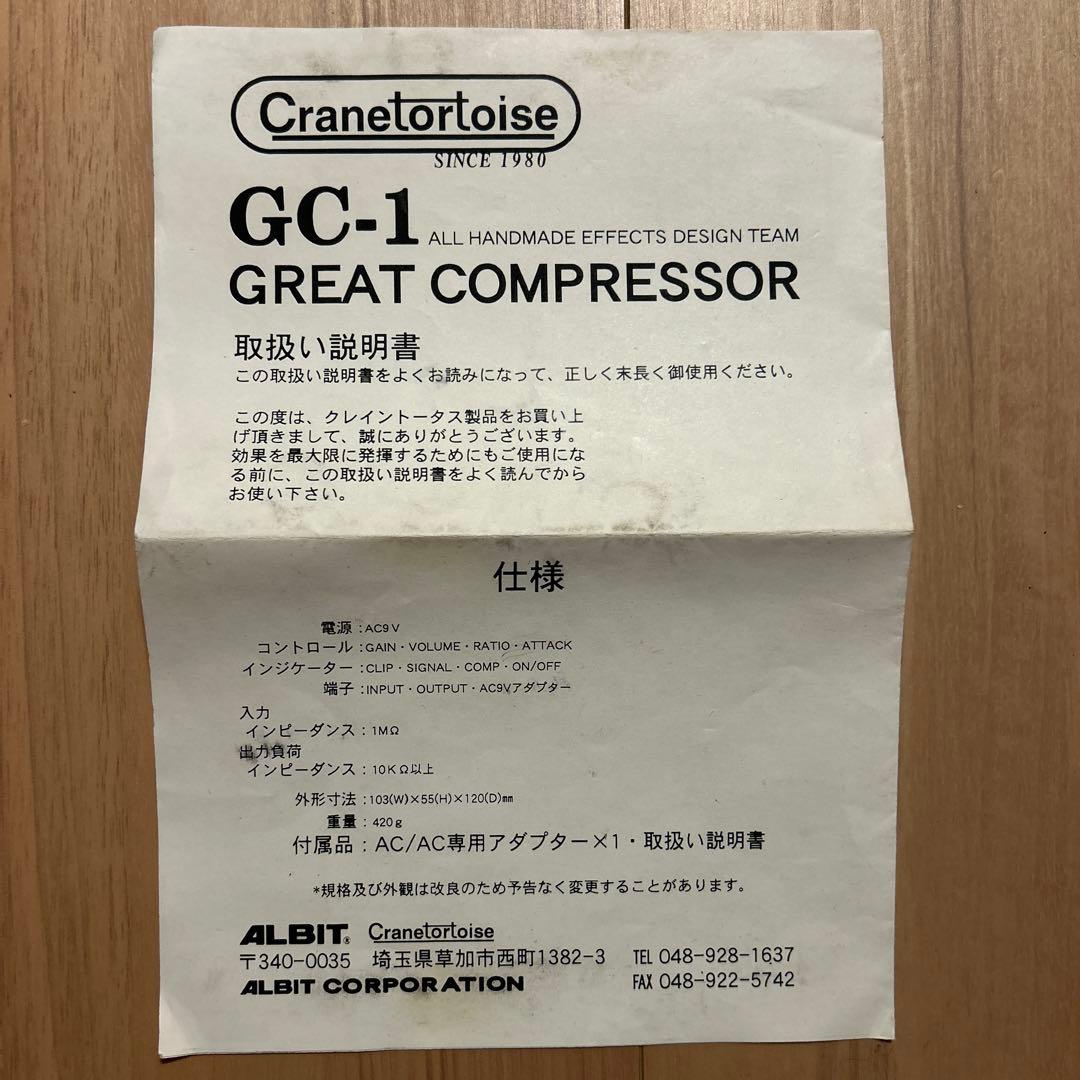 Cranetortoise
SINCE 1980
GC-1 ALL HANDMADE EFFECTS DESIGN TEAM
GREAT COMPRESSOR
取扱い説明書
この取扱い説明書をよくお読みになって、正しく末長く御使用ください。
この度は、クレイントータス製品をお買い上
げ頂きまして、誠にありがとうございます。
効果を最大限に発揮するためにもご使用にな
る前に、この取扱い説明書をよく読んでから
お使い下さい。
仕様
電源:AC9V
コントロール:GAIN・VOLUME・RATIO・ATTACK
インジケーター:CLIP・SIGNAL・COMP・ON/OFF
端子:INPUT・OUTPUT・AC9Vアダプター
入力
インピーダンス:1MΩ
出力負荷
インピーダンス:10KΩ以上
外形寸法:103(W)×55(H)×120(D)㎜
重量:420g
付属品:AC/AC専用アダプター×1・取扱い説明書
*規格及び外観は改良のため予告なく変更することがあります。
ALBIT® Cranetortoise
〒340-0035 埼玉県草加市西町1382-3 TEL 048-928-1637
ALBIT CORPORATION FAX 048-922-5742